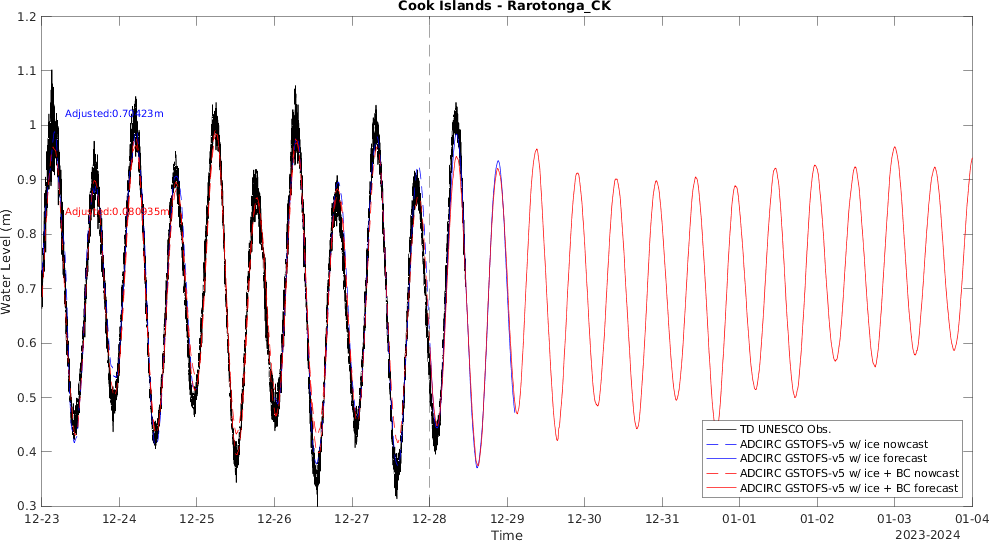 Cook Islands - Rarotonga_CK
1.2
1.1
1
0.9
0.8
0.7
0.6
0.5
0.4
0.3
Water Level (m)
Adjusted:0.70423m
Adjusted:0.030935m
TD UNESCO Obs.
ADCIRC GSTOFS-v5 w/ ice nowcast
ADCIRC GSTOFS-v5 w/ ice forecast
ADCIRC GSTOFS-v5 w/ ice + BC nowcast
ADCIRC GSTOFS-v5 w/ ice + BC forecast
12-23 12-24 12-25 12-26 12-27 12-28 12-29 12-30 12-31 01-01 01-02 01-03 01-04
Time
2023-2024